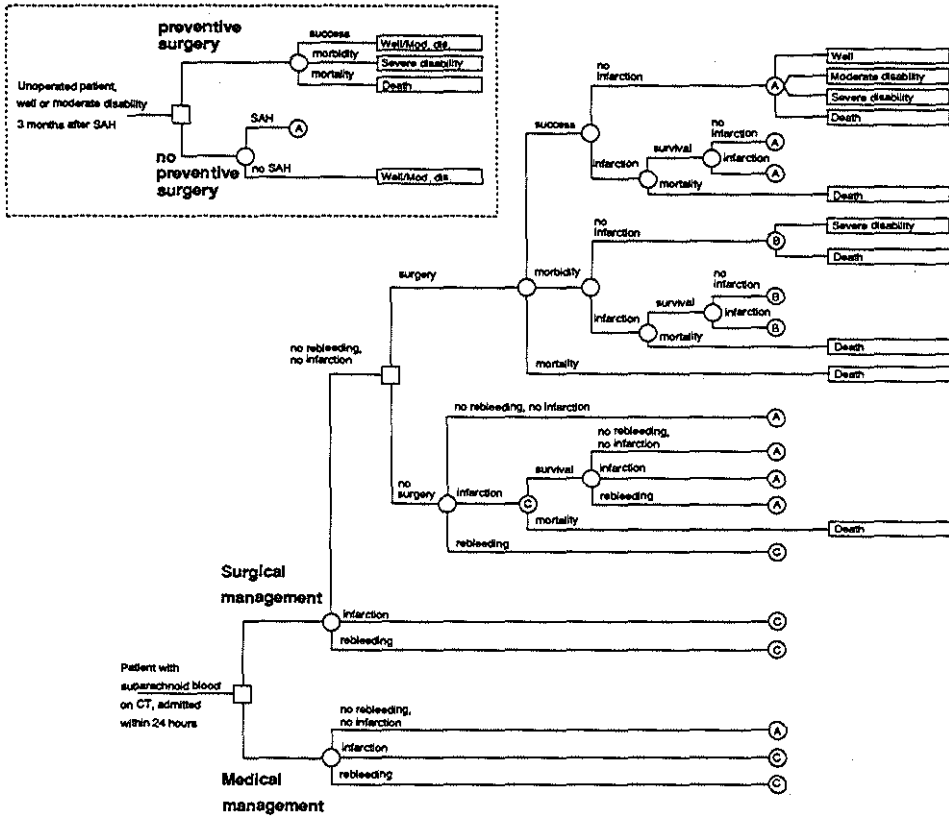 preventive
surgery
success
Well/Mod. dis.
morbidity
Severe disability
mortality
Death
Unoperated patient,
well or moderate disability
3 months after SAH
SAH
A
no
preventive
surgery
no SAH
Well/Mod. dis.
no
infarction
A
Well
Moderate disability
Severe disability
Death
success
no
infarction
A
survival
infarction
A
infarction
mortality
Death
no
infarction
B
Severe disability
Death
surgery
morbidity
no
infarction
B
survival
infarction
B
infarction
mortality
Death
mortality
Death
no rebleeding,
no infarction
no rebleeding, no infarction
A
no rebleeding,
no infarction
A
survival
infarction
A
no
surgery
infarction
C
rebleeding
A
mortality
Death
rebleeding
C
Surgical
management
infarction
C
rebleeding
C
Patient with
subarachnoid blood
on CT, admitted
within 24 hours
no rebleeding,
no infarction
A
infarction
C
rebleeding
C
Medical
management